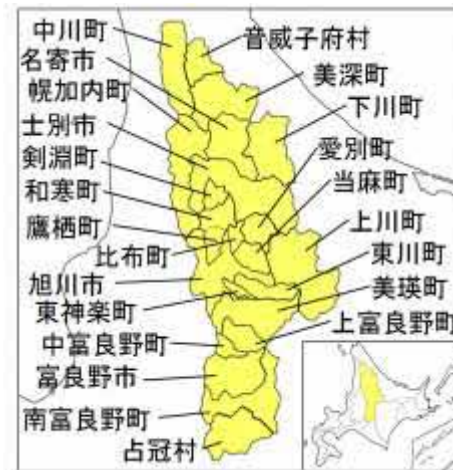 中川町
音威子府村
名寄市
美深町
幌加内町
下川町
士別市
愛別町
剣淵町
当麻町
和寒町
上川町
鷹栖町
比布町
東川町
旭川市
美瑛町
東神楽町
上富良野町
中富良野町
富良野市
南富良野町
占冠村